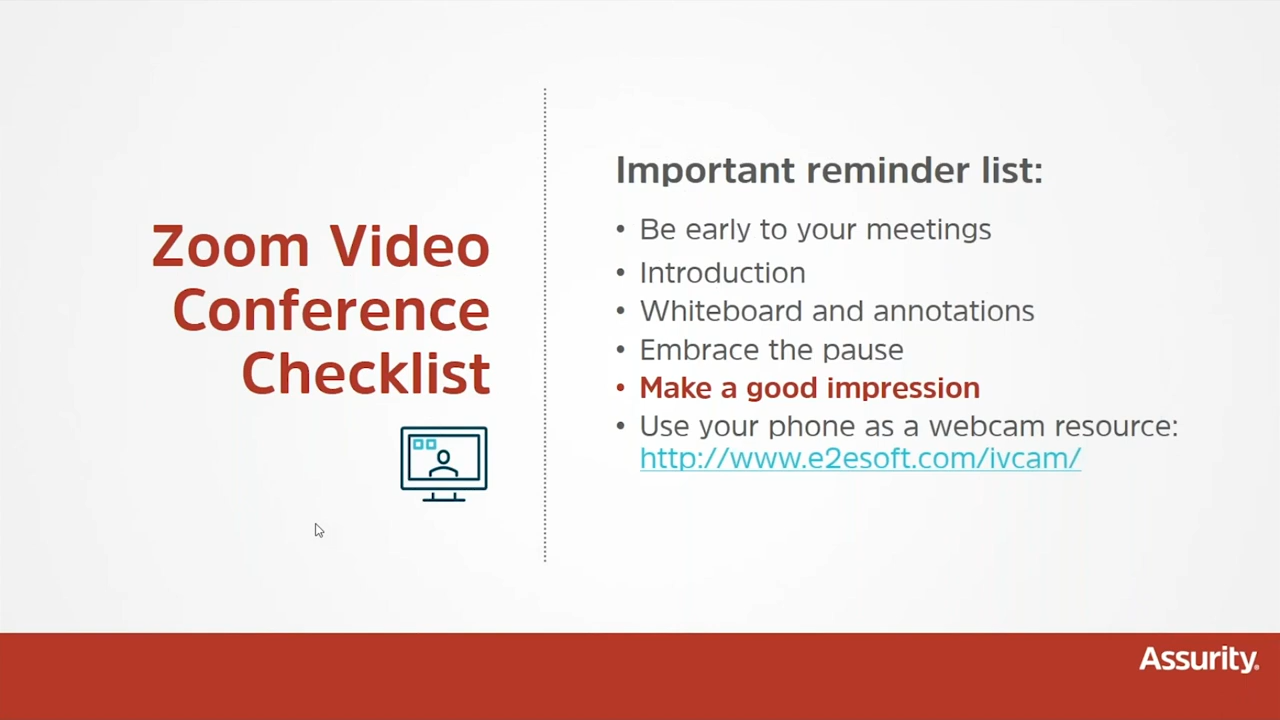 Zoom Video
Conference
Checklist
Important reminder list:
• Be early to your meetings
• Introduction
• Whiteboard and annotations
• Embrace the pause
• Make a good impression
• Use your phone as a webcam resource:
http://www.e2esoft.com/ivcam/
Assurity®